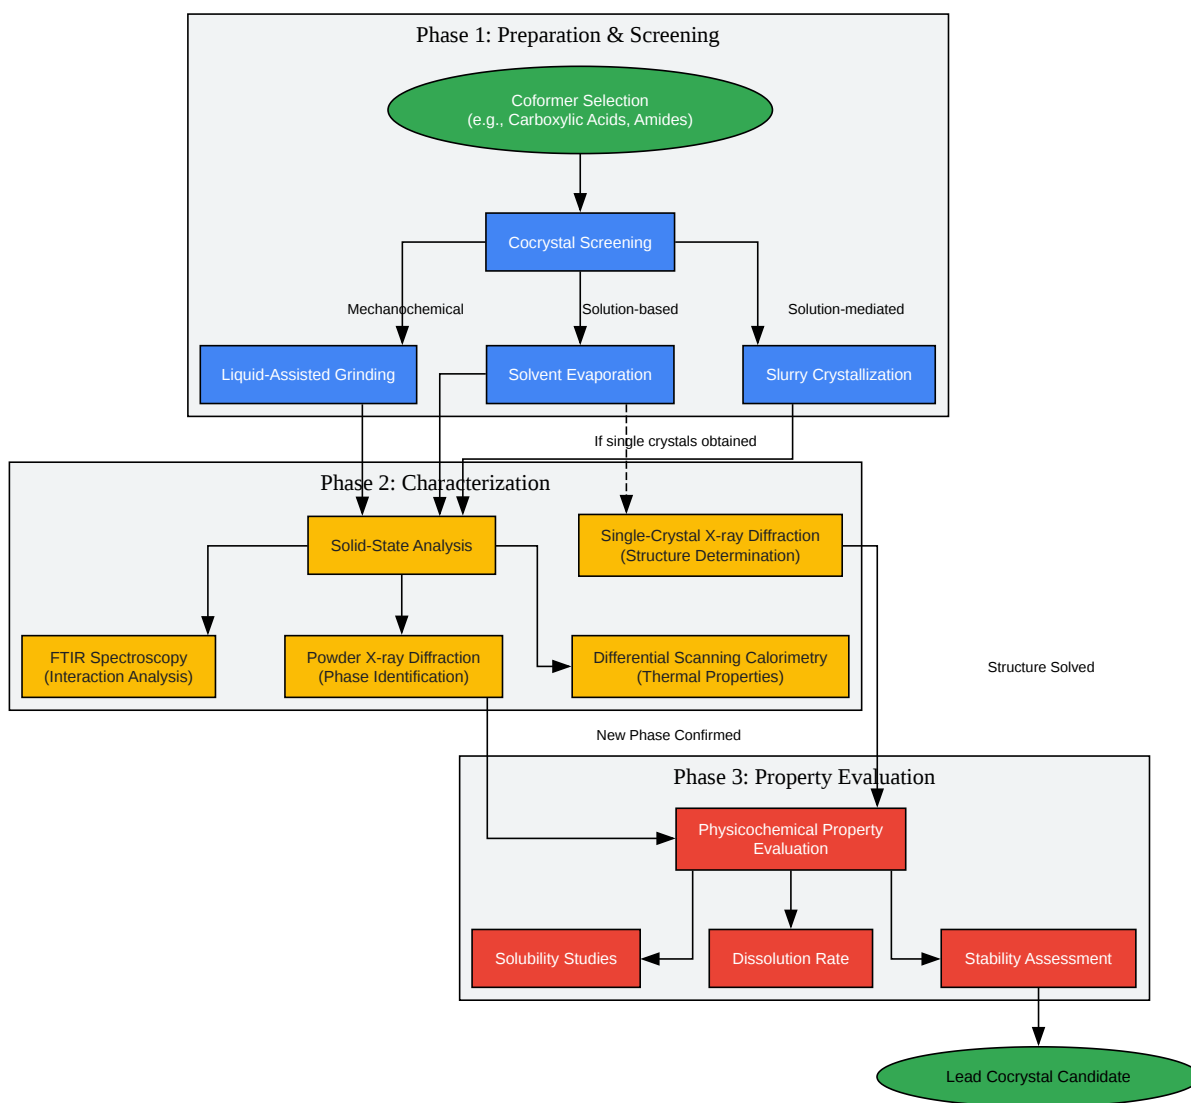 Phase 1: Preparation & Screening
Coformer Selection
(e.g., Carboxylic Acids, Amides)
Cocrystal Screening
Mechanochemical
Solution-based
Solution-mediated
Liquid-Assisted Grinding
Solvent Evaporation
Slurry Crystallization
If single crystals obtained
Phase 2: Characterization
Solid-State Analysis
Single-Crystal X-ray Diffraction
(Structure Determination)
FTIR Spectroscopy
(Interaction Analysis)
Powder X-ray Diffraction
(Phase Identification)
Differential Scanning Calorimetry
(Thermal Properties)
Structure Solved
New Phase Confirmed
Phase 3: Property Evaluation
Physicochemical Property
Evaluation
Solubility Studies
Dissolution Rate
Stability Assessment
Lead Cocrystal Candidate